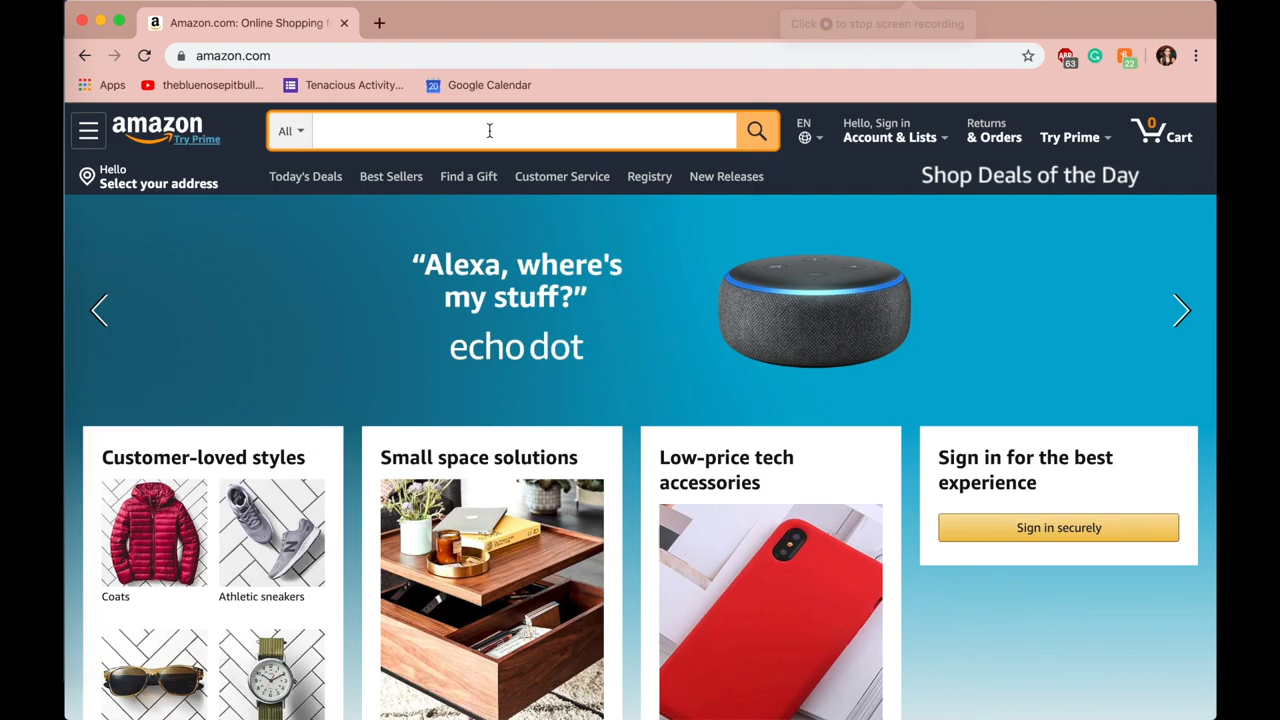 Amazon.com: Online Shopping f
Click to stop screen recording
amazon.com
ABP
63
22
Apps
thebluenosepitbull...
Tenacious Activity...
20
Google Calendar
amazon
Try Prime
All
EN
Hello, Sign in
Account & Lists
Returns
& Orders
Try Prime
0
Cart
Hello
Select your address
Today's Deals
Best Sellers
Find a Gift
Customer Service
Registry
New Releases
Shop Deals of the Day
“Alexa, where's
my stuff?”
echo dot
Customer-loved styles
Coats
Athletic sneakers
Small space solutions
Low-price tech
accessories
Sign in for the best
experience
Sign in securely